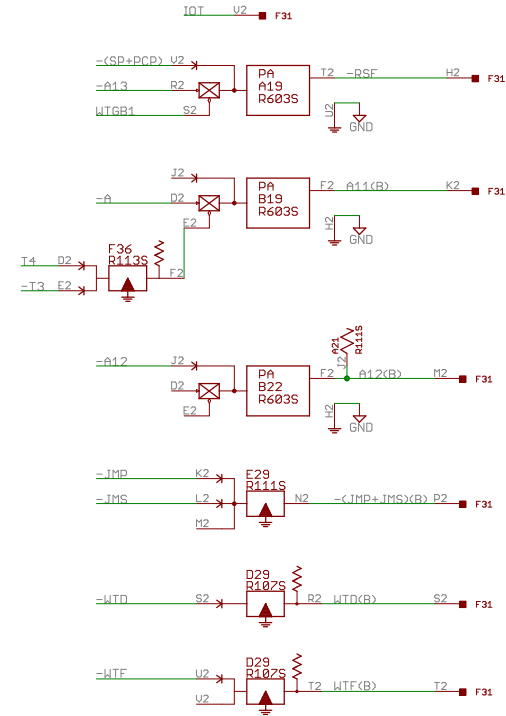 IOT V2 F31
-(SP+PCP) V2
-A13 R2
WTGB1 S2
PA
A19
R603S
T2 -RSF H2 F31
U2
GND
J2
-A D2
E2
PA
B19
R603S
F2 A11(B) K2 F31
H2
GND
T4 D2
-T3 E2
F36
R113S
F2
-A12 J2
D2
E2
PA
B22
R603S
F2 A12(B) M2 F31
A21
R111S
J2
H2
GND
-JMP K2
-JMS L2
M2
E29
R111S
N2 -(JMP+JMS)(B) P2 F31
-WTD S2
D29
R107S
R2 WTD(B) S2 F31
-WTF U2
V2
D29
R107S
T2 WTF(B) T2 F31